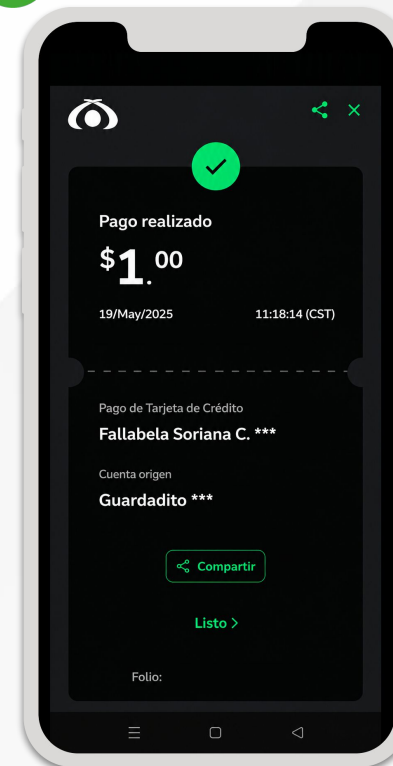 Pago realizado
$1.00
19/May/2025 11:18:14 (CST)
Pago de Tarjeta de Crédito
Fallabela Soriana C. ***
Cuenta origen
Guardadito ***
Compartir
Listo >
Folio: